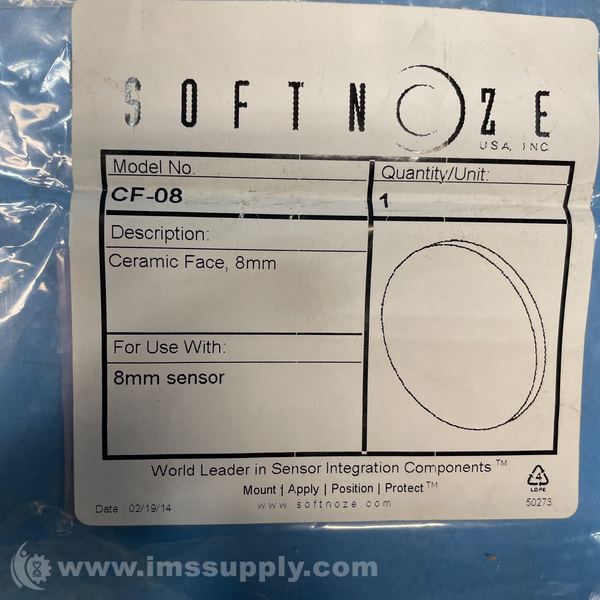 SOFTNOZE
USA, INC
Model No.
CF-08
Quantity/Unit:
1
Description:
Ceramic Face, 8mm
For Use With:
8mm sensor
World Leader in Sensor Integration Components™
Mount | Apply | Position | Protect™
www.softnoze.com
Date : 02/19/14
4
LDPE
50273
www.imssupply.com